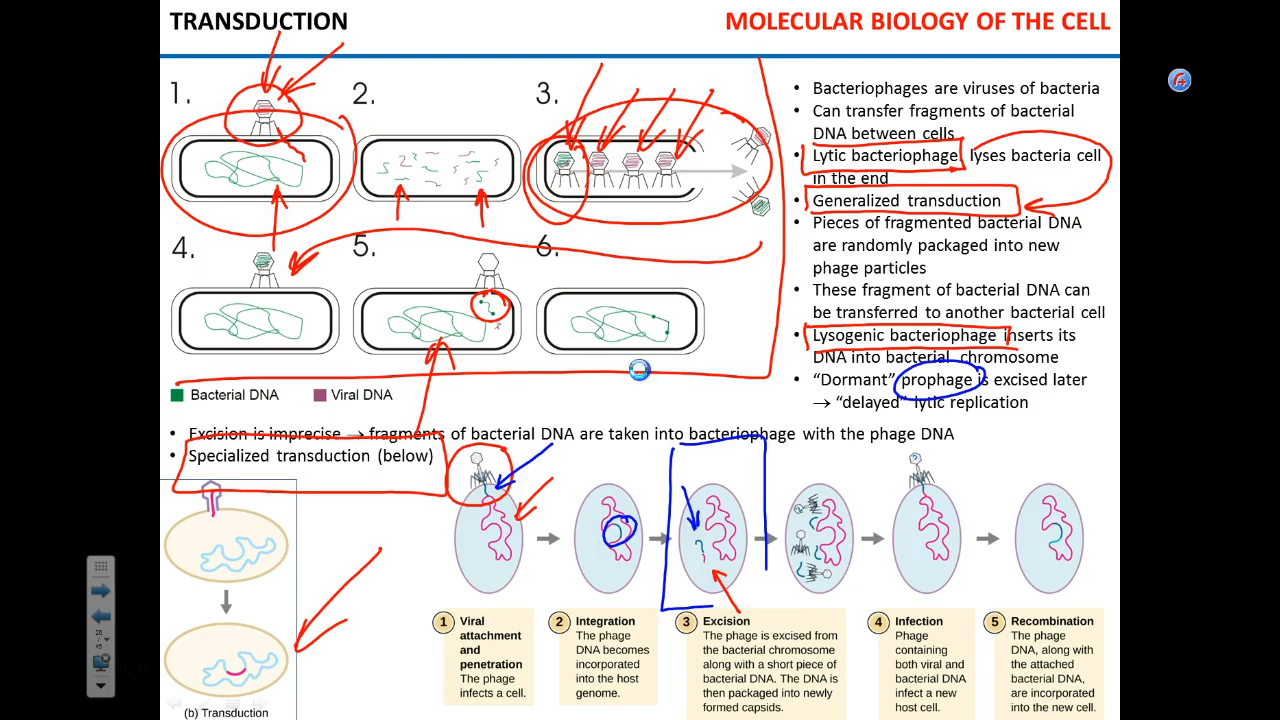 TRANSDUCTION
MOLECULAR BIOLOGY OF THE CELL
1.
2.
3.
4.
5.
6.
Bacterial DNA
Viral DNA
• Bacteriophages are viruses of bacteria
• Can transfer fragments of bacterial
DNA between cells
• Lytic bacteriophage lyses bacteria cell
in the end
• Generalized transduction
• Pieces of fragmented bacterial DNA
are randomly packaged into new
phage particles
• These fragment of bacterial DNA can
be transferred to another bacterial cell
• Lysogenic bacteriophage inserts its
DNA into bacterial chromosome
• “Dormant” prophage is excised later
→ “delayed” lytic replication
• Excision is imprecise → fragments of bacterial DNA are taken into bacteriophage with the phage DNA
• Specialized transduction (below)
(b) Transduction
1 Viral
attachment
and
penetration
The phage
infects a cell.
2 Integration
The phage
DNA becomes
incorporated
into the host
genome.
3 Excision
The phage is excised from
the bacterial chromosome
along with a short piece of
bacterial DNA. The DNA is
then packaged into newly
formed capsids.
4 Infection
Phage
containing
both viral and
bacterial DNA
infect a new
host cell.
5 Recombination
The phage
DNA, along with
the attached
bacterial DNA,
are incorporated
into the new cell.